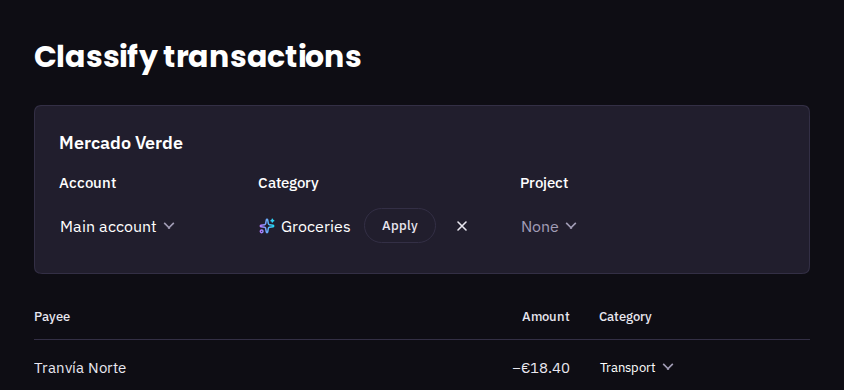 Classify transactions
Mercado Verde
Account Category Project
Main account Groceries Apply None
Payee Amount Category
Tranvía Norte −€18.40 Transport